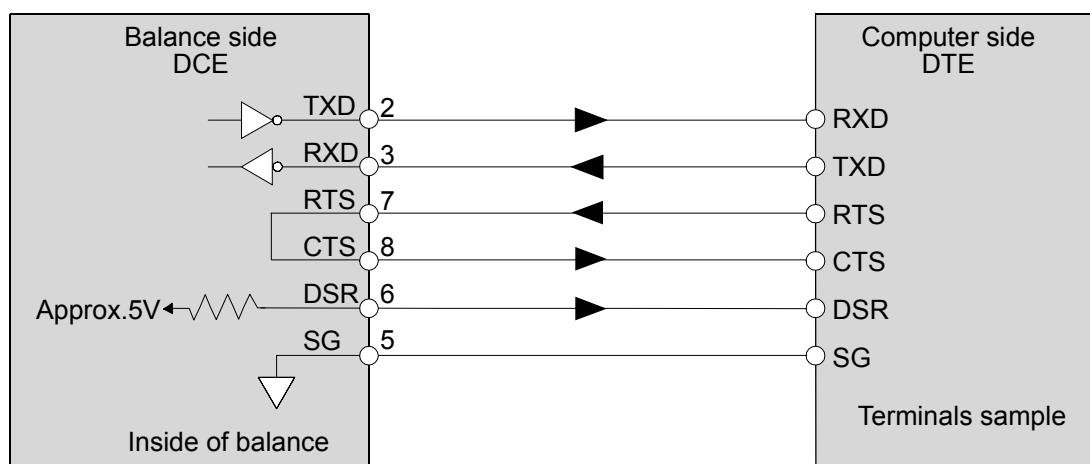 Balance side
DCE
Computer side
DTE
TXD 2 RXD
RXD 3 TXD
RTS 7 RTS
CTS 8 CTS
Approx.5V DSR 6 DSR
SG 5 SG
Inside of balance
Terminals sample